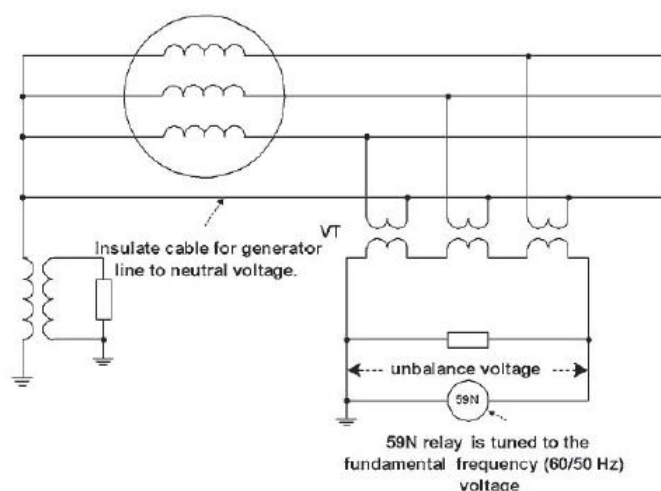 VT
Insulate cable for generator
line to neutral voltage.
unbalance voltage
59N
59N relay is tuned to the
fundamental frequency (60/50 Hz)
voltage